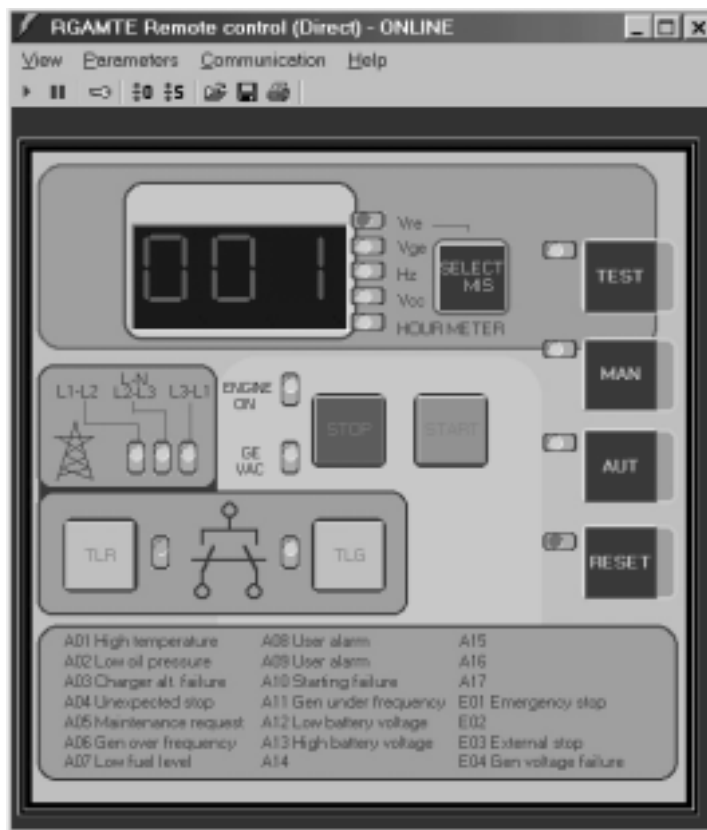 RGAMTE Remote control (Direct) - ONLINE
View Parameters Communication Help
001
Vre
Vge
Hz
Vcc
HOUR METER
SELECT
MIS
TEST
MAN
AUT
RESET
L-N
L1-L2 L2-L3 L3-L1
ENGINE
ON
GE
VAC
STOP
START
TLR
TLG
A01 High temperature
A02 Low oil pressure
A03 Charger alt. failure
A04 Unexpected stop
A05 Maintenance request
A06 Gen over frequency
A07 Low fuel level
A08 User alarm
A09 User alarm
A10 Starting failure
A11 Gen under frequency
A12 Low battery voltage
A13 High battery voltage
A14
A15
A16
A17
E01 Emergency stop
E02
E03 External stop
E04 Gen voltage failure